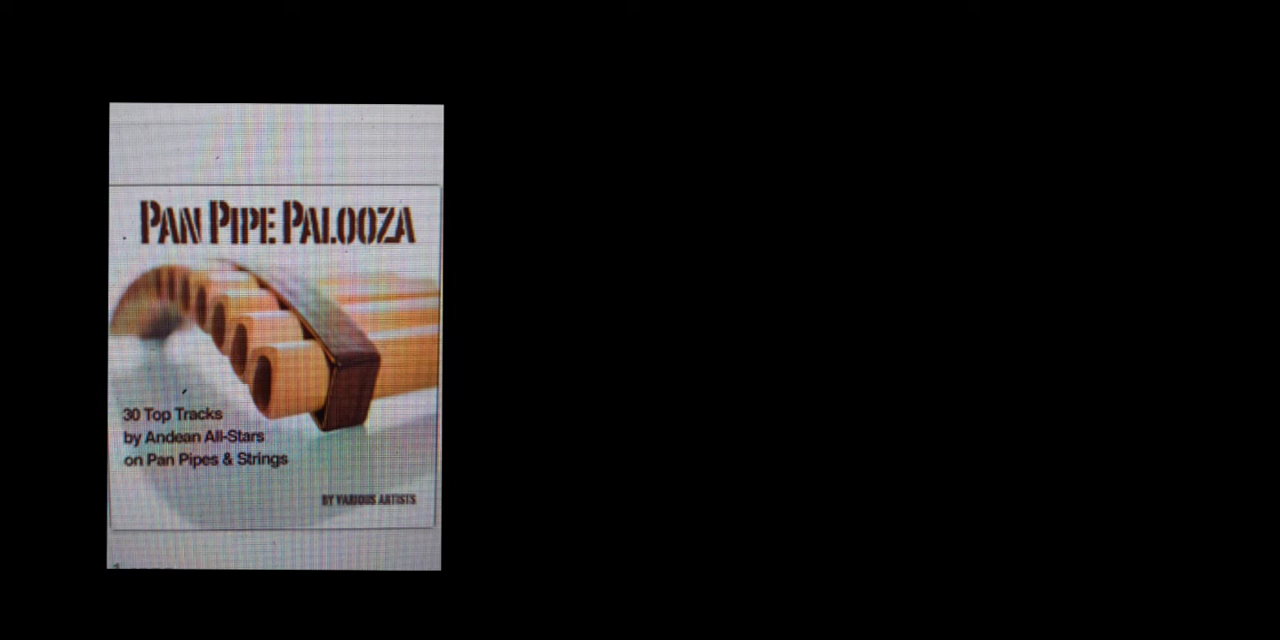 PAN PIPE PALOOZA
30 Top Tracks
by Andean All-Stars
on Pan Pipes & Strings
BY VARIOUS ARTISTS